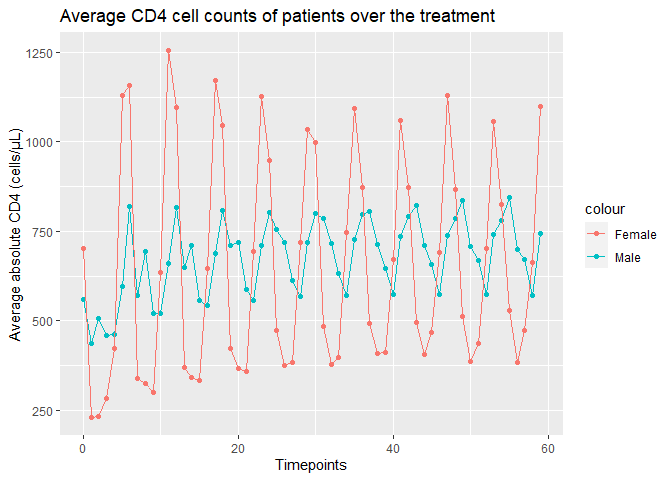 Average CD4 cell counts of patients over the treatment
Average absolute CD4 (cells/µL)
1250
1000
750
500
250
0
20
40
60
Timepoints
colour
Female
Male